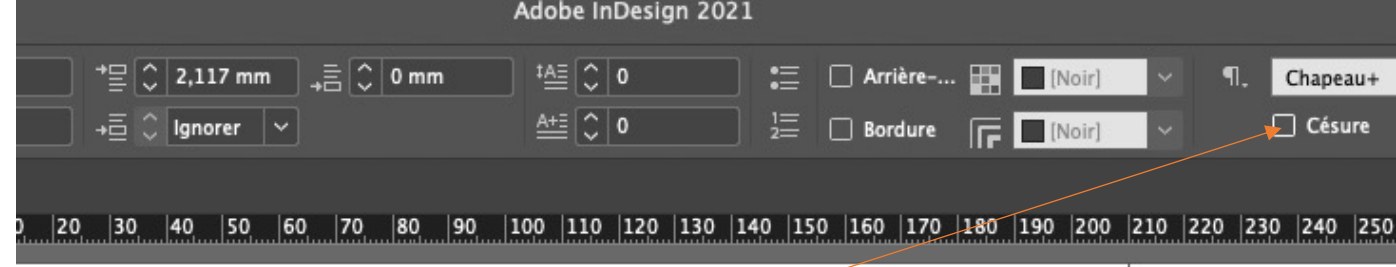 Adobe InDesign 2021
2,117 mm 0 mm 0 Arrière-... [Noir] Chapeau+
Ignorer 0 Bordure [Noir] Césure
20 30 40 50 60 70 80 90 100 110 120 130 140 150 160 170 180 190 200 210 220 230 240 250